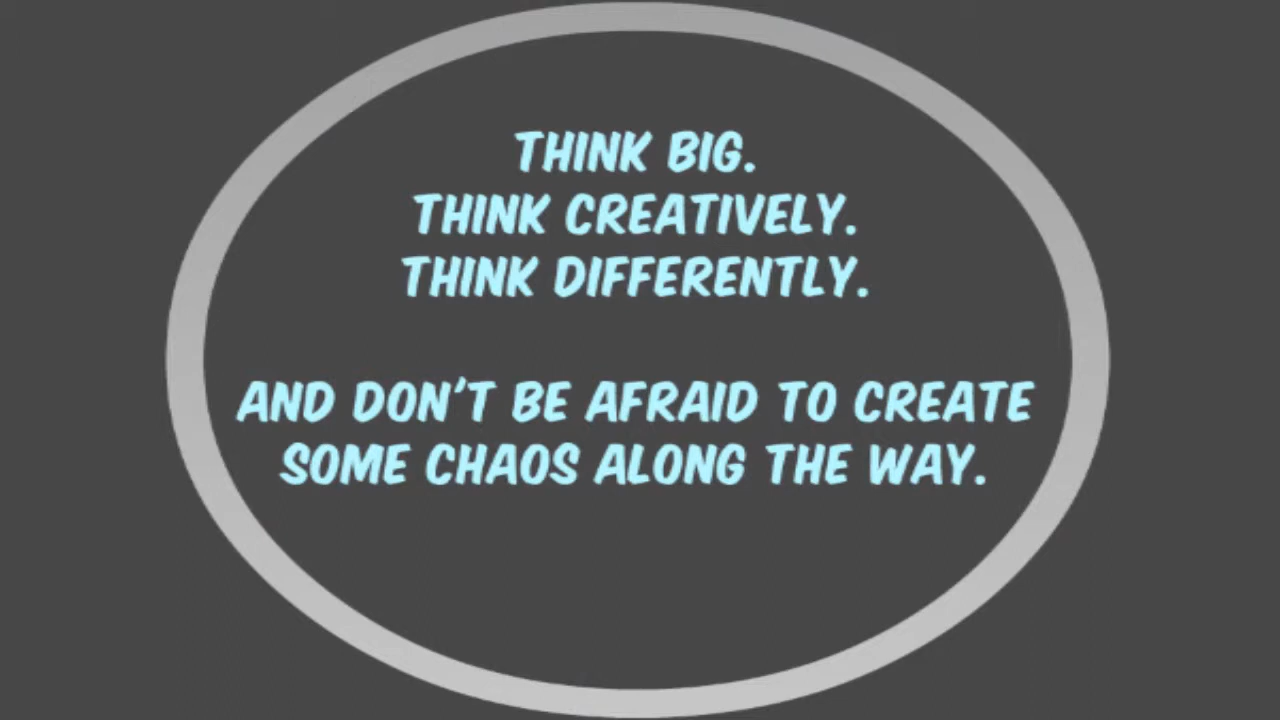 THINK BIG.
THINK CREATIVELY.
THINK DIFFERENTLY.
AND DON'T BE AFRAID TO CREATE
SOME CHAOS ALONG THE WAY.